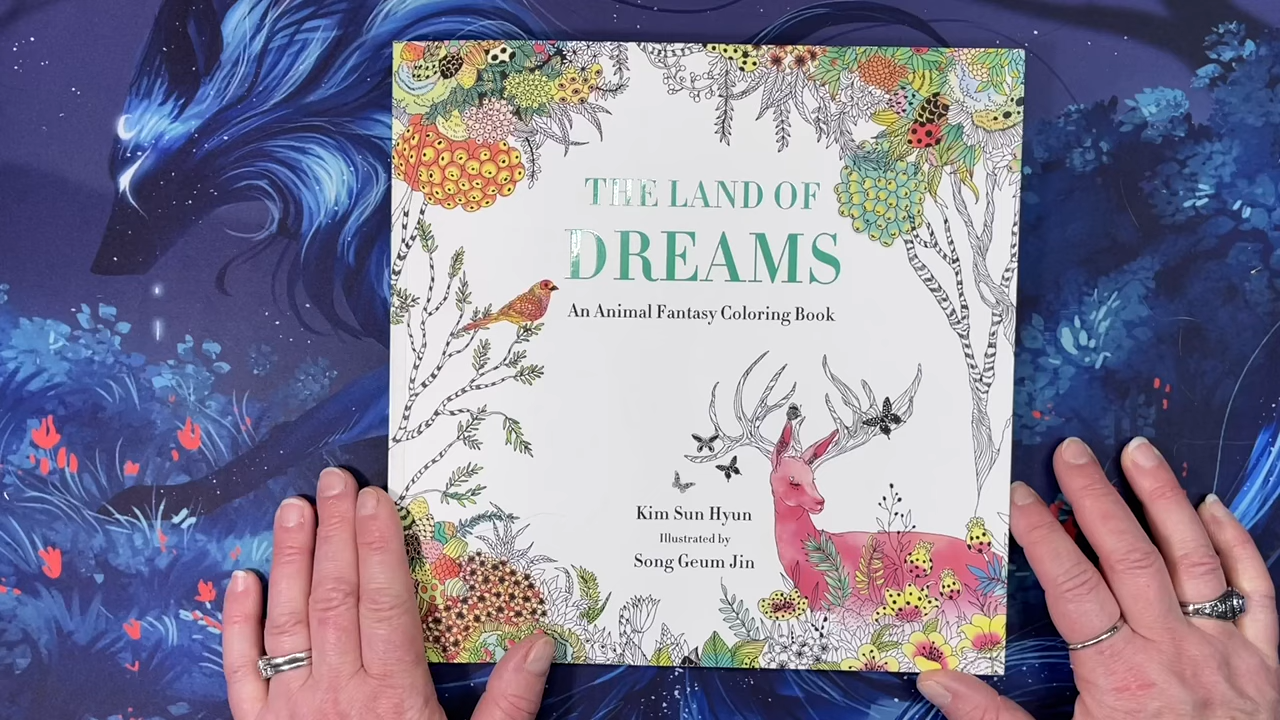 THE LAND OF
DREAMS
An Animal Fantasy Coloring Book
Kim Sun Hyun
Illustrated by
Song Geum Jin